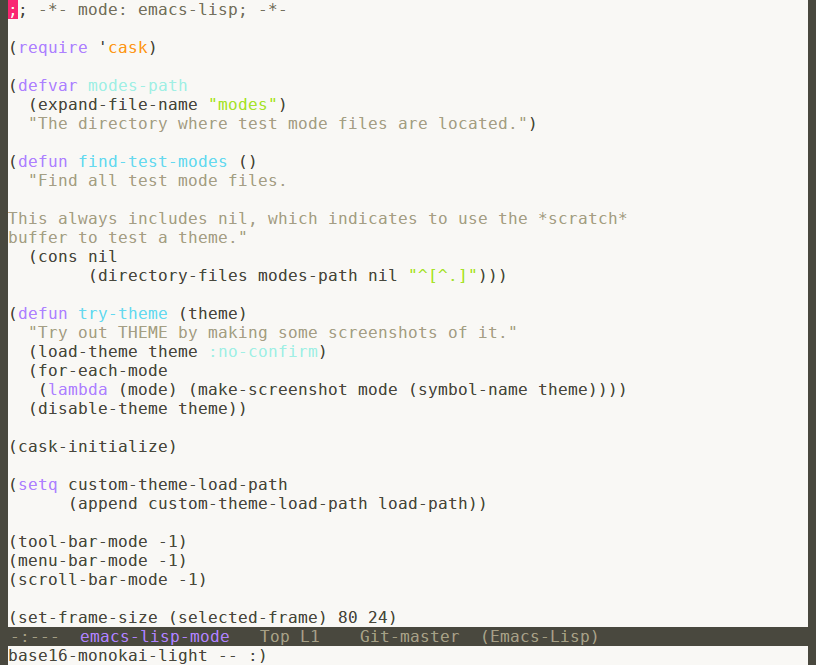 ;; -*- mode: emacs-lisp; -*-

(require 'cask)

(defvar modes-path
  (expand-file-name "modes")
  "The directory where test mode files are located.")

(defun find-test-modes ()
  "Find all test mode files.

This always includes nil, which indicates to use the *scratch*
buffer to test a theme."
  (cons nil
        (directory-files modes-path nil "^[^.]")))

(defun try-theme (theme)
  "Try out THEME by making some screenshots of it."
  (load-theme theme :no-confirm)
  (for-each-mode
   (lambda (mode) (make-screenshot mode (symbol-name theme))))
  (disable-theme theme))

(cask-initialize)

(setq custom-theme-load-path
      (append custom-theme-load-path load-path))

(tool-bar-mode -1)
(menu-bar-mode -1)
(scroll-bar-mode -1)

(set-frame-size (selected-frame) 80 24)
-:---  emacs-lisp-mode   Top L1    Git-master  (Emacs-Lisp)
base16-monokai-light -- :)